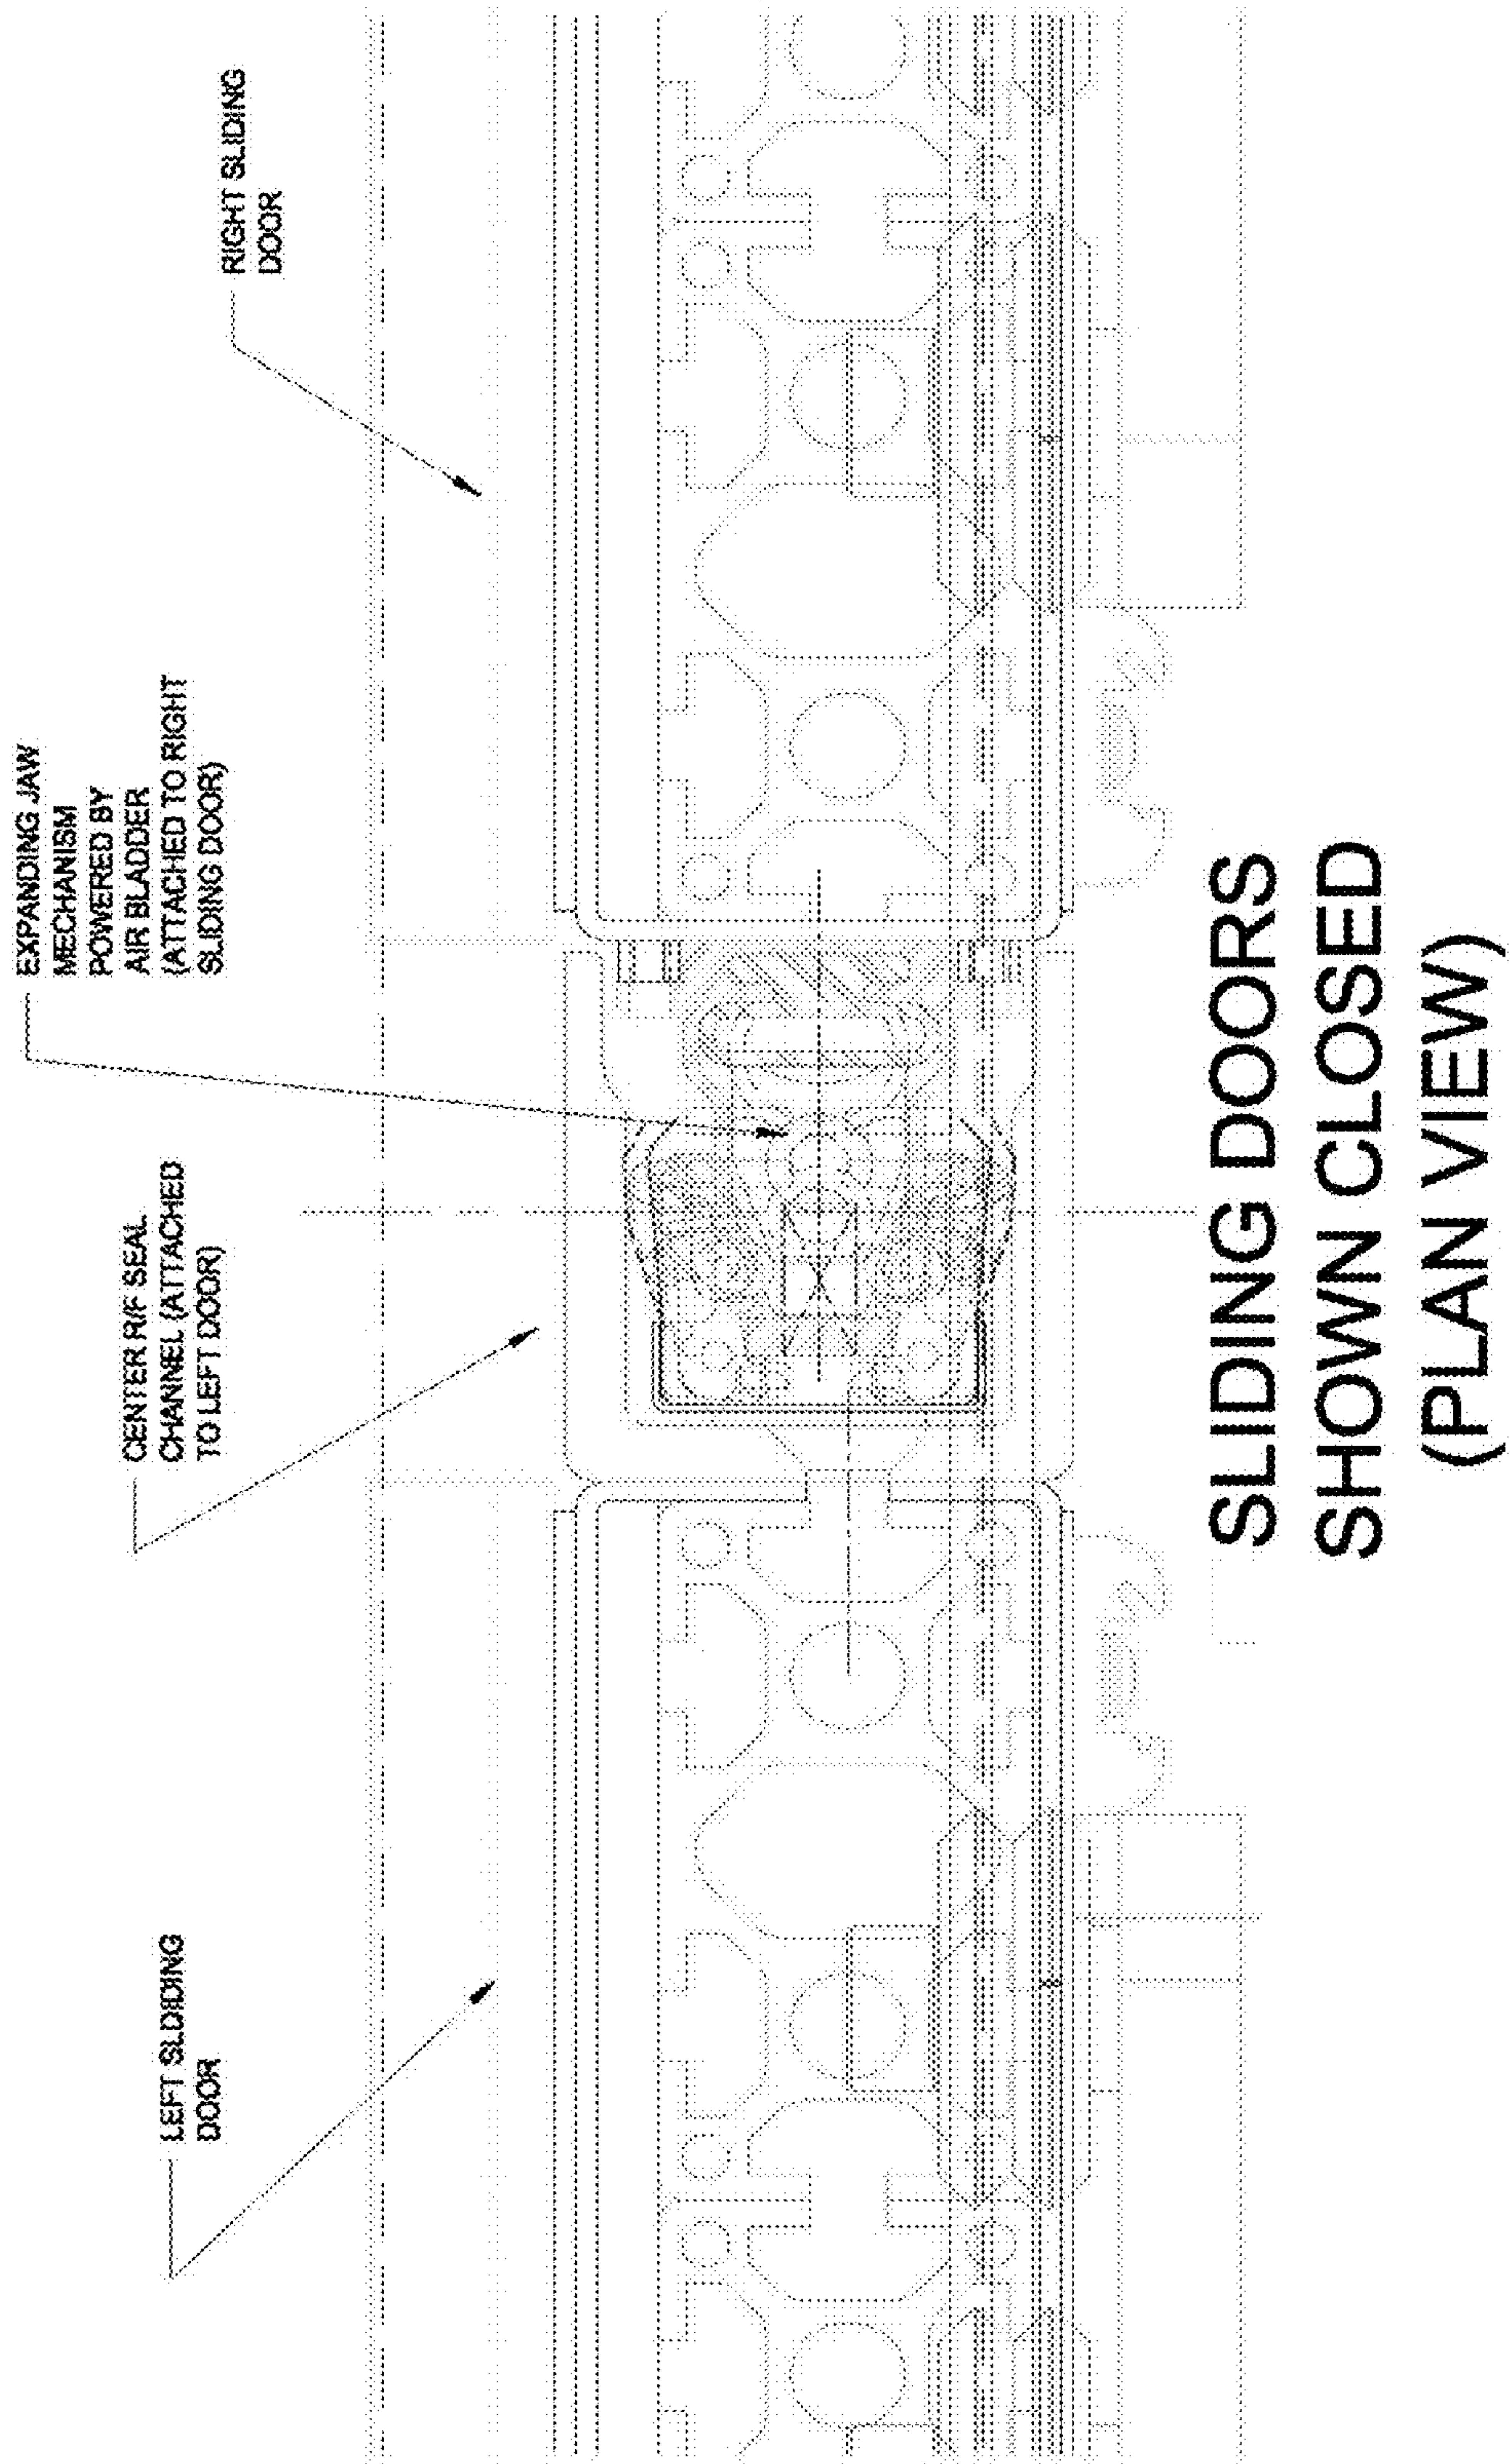 LEFT SLDIDING
DOOR
CENTER R/F SEAL
CHANNEL (ATTACHED
TO LEFT DOOR)
EXPANDING JAW
MECHANISM
POWERED BY
AIR BLADDER
(ATTACHED TO RIGHT
SLIDING DOOR)
RIGHT SLIDING
DOOR
SLIDING DOORS
SHOWN CLOSED
(PLAN VIEW)